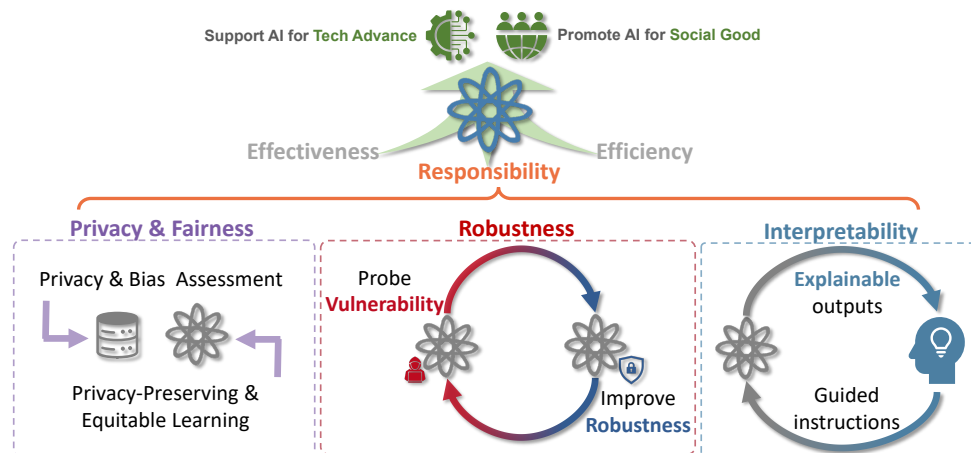 Support AI for Tech Advance
Promote AI for Social Good
Effectiveness
Efficiency
Responsibility
Privacy & Fairness
Privacy & Bias Assessment
Privacy-Preserving &
Equitable Learning
Robustness
Probe
Vulnerability
Improve
Robustness
Interpretability
Explainable
outputs
Guided
instructions